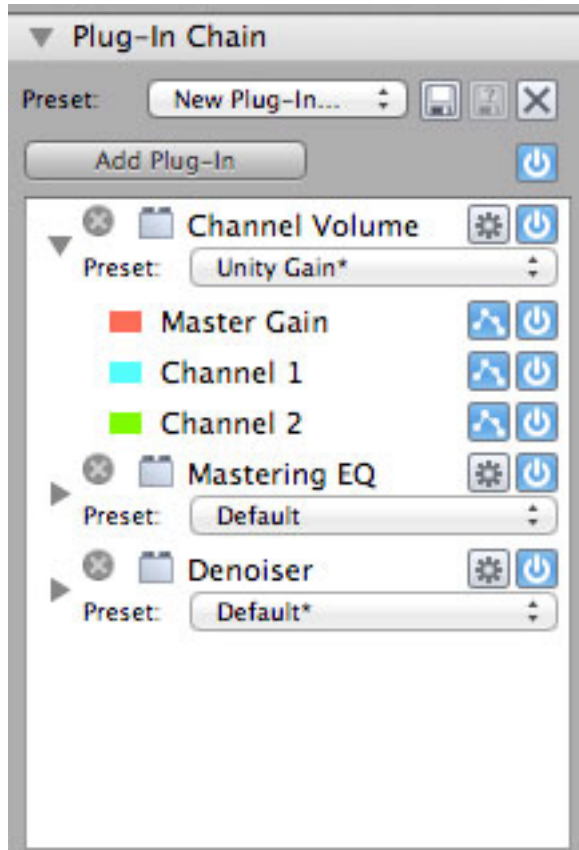 Plug-In Chain
Preset: New Plug-In...
Add Plug-In
Channel Volume
Preset: Unity Gain*
Master Gain
Channel 1
Channel 2
Mastering EQ
Preset: Default
Denoiser
Preset: Default*